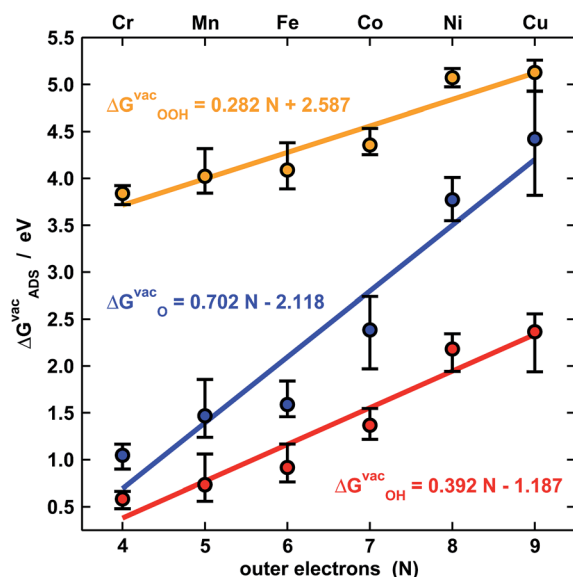 Cr Mn Fe Co Ni Cu
5.5
5.0
4.5
4.0
3.5
3.0
2.5
2.0
1.5
1.0
0.5
ΔG^vac_ADS / eV
ΔG^vac_OOH = 0.282 N + 2.587
ΔG^vac_O = 0.702 N - 2.118
ΔG^vac_OH = 0.392 N - 1.187
4 5 6 7 8 9
outer electrons (N)